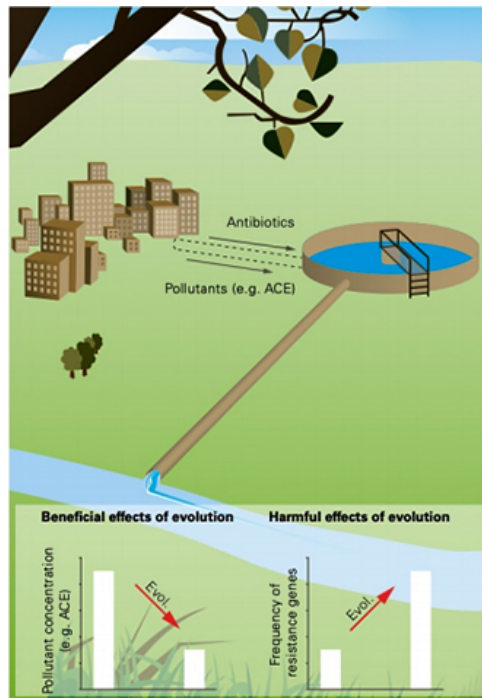 Antibiotics
Pollutants (e.g. ACE)
Beneficial effects of evolution
Harmful effects of evolution
Pollutant concentration
(e.g. ACE)
Evol.
Frequency of
resistance genes
Evol.